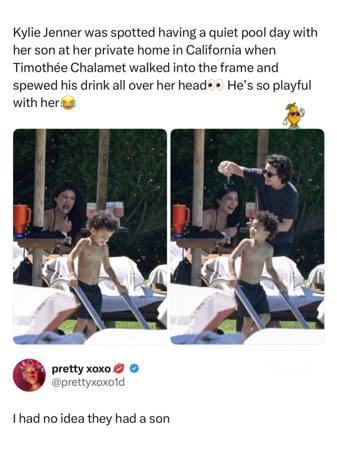 Kylie Jenner was spotted having a quiet pool day with
her son at her private home in California when
Timothée Chalamet walked into the frame and
spewed his drink all over her head👀 He’s so playful
with her😂
pretty xoxo💋
@prettyxoxo1d
I had no idea they had a son